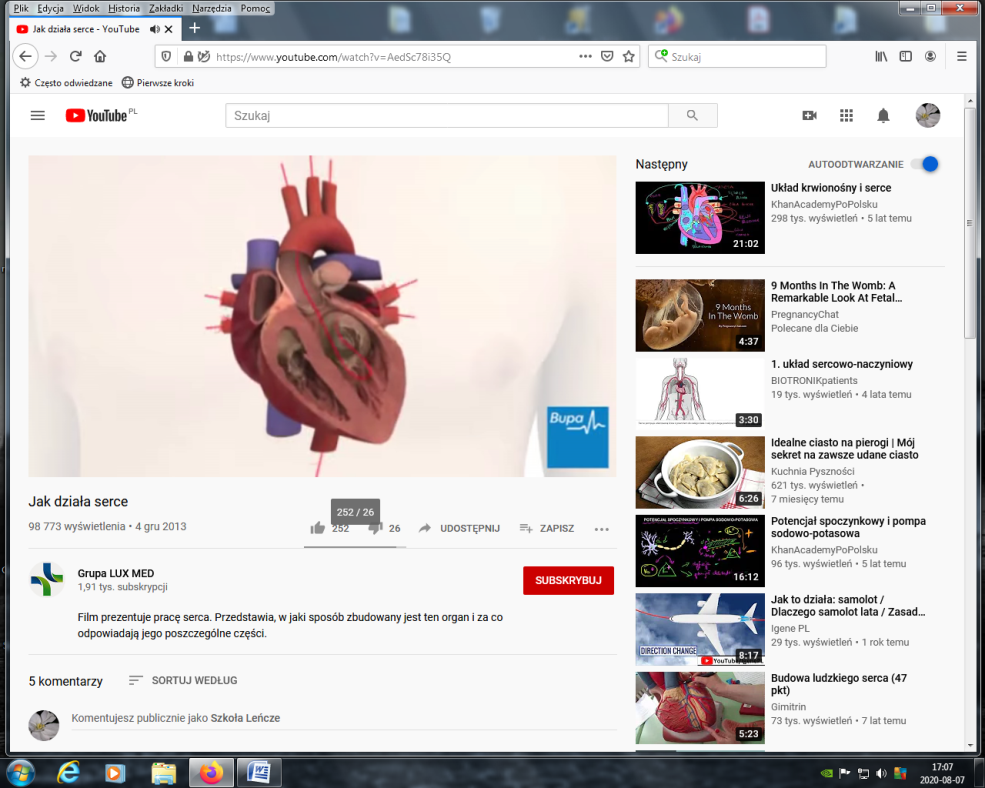 Plik Edycja Widok Historia Zakładki Narzędzia Pomoc
Jak działa serce - YouTube
https://www.youtube.com/watch?v=AedSc78i35Q
Szukaj
Często odwiedzane Pierwsze kroki
YouTube PL
Szukaj
Bupa
Jak działa serce
98 773 wyświetlenia • 4 gru 2013
252 / 26
252 26 UDOSTĘPNIJ ZAPISZ
Grupa LUX MED
1,91 tys. subskrypcji
SUBSKRYBUJ
Film prezentuje pracę serca. Przedstawia, w jaki sposób zbudowany jest ten organ i za co
odpowiadają jego poszczególne części.
5 komentarzy SORTUJ WEDŁUG
Komentujesz publicznie jako Szkoła Leńcze
Następny AUTOODTWARZANIE
21:02
Układ krwionośny i serce
KhanAcademyPoPolsku
298 tys. wyświetleń • 5 lat temu
9 Months
In The Womb
4:37
9 Months In The Womb: A
Remarkable Look At Fetal...
PregnancyChat
Polecane dla Ciebie
3:30
1. układ sercowo-naczyniowy
BIOTRONIKpatients
19 tys. wyświetleń • 4 lata temu
6:26
Idealne ciasto na pierogi | Mój
sekret na zawsze udane ciasto
Kuchnia Pyszności
621 tys. wyświetleń •
7 miesięcy temu
POTENCJAŁ SPOCZYNKOWY / POMPA SODOWO-POTASOWA
16:12
Potencjał spoczynkowy i pompa
sodowo-potasowa
KhanAcademyPoPolsku
96 tys. wyświetleń • 5 lat temu
DIRECTION CHANGE
YouTube
8:17
Jak to działa: samolot /
Dlaczego samolot lata / Zasad...
Igene PL
29 tys. wyświetleń • 1 rok temu
5:23
Budowa ludzkiego serca (47
pkt)
Gimitrin
73 tys. wyświetleń • 7 lat temu
17:07
2020-08-07